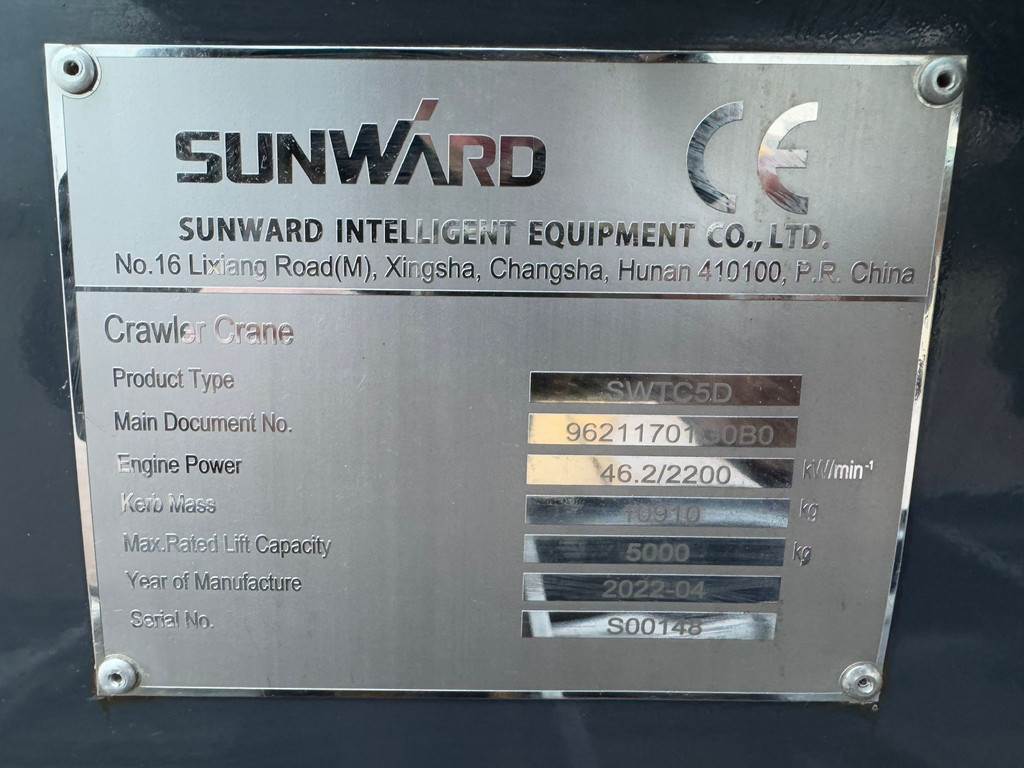 SUNWARD
CE
SUNWARD INTELLIGENT EQUIPMENT CO., LTD.
No.16 Lixiang Road(M), Xingsha, Changsha, Hunan 410100, P.R. China
Crawler Crane
Product Type SWTC5D
Main Document No.
Engine Power 46.2/2200 kW/min⁻¹
Kerb Mass 10910 kg
Max.Rated Lift Capacity 5000 kg
Year of Manufacture 2022-04
Serial No. S00148